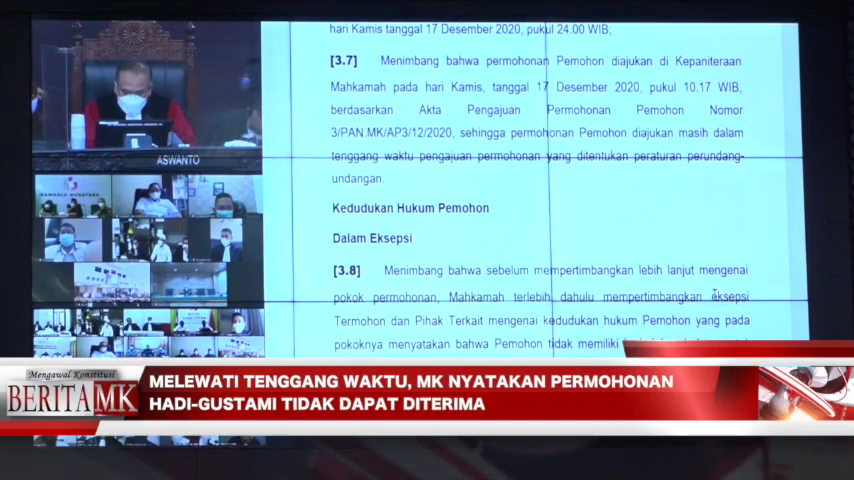 hari Kamis tanggal 17 Desember 2020, pukul 24.00 WIB;
[3.7] Menimbang bahwa permohonan Pemohon diajukan di Kepaniteraan
Mahkamah pada hari Kamis, tanggal 17 Desember 2020, pukul 10.17 WIB,
berdasarkan Akta Pengajuan Permohonan Pemohon Nomor
3/PAN.MK/AP3/12/2020, sehingga permohonan Pemohon diajukan masih dalam
tenggang waktu pengajuan permohonan yang ditentukan peraturan perundang-
undangan.
Kedudukan Hukum Pemohon
Dalam Eksepsi
[3.8] Menimbang bahwa sebelum mempertimbangkan lebih lanjut mengenai
pokok permohonan, Mahkamah terlebih dahulu mempertimbangkan Eksepsi
Termohon dan Pihak Terkait mengenai kedudukan hukum Pemohon yang pada
pokoknya menyatakan bahwa Pemohon tidak memiliki
ASWANTO
Mengawal Konstitusi
BERITA MK
MELEWATI TENGGANG WAKTU, MK NYATAKAN PERMOHONAN
HADI-GUSTAMI TIDAK DAPAT DITERIMA